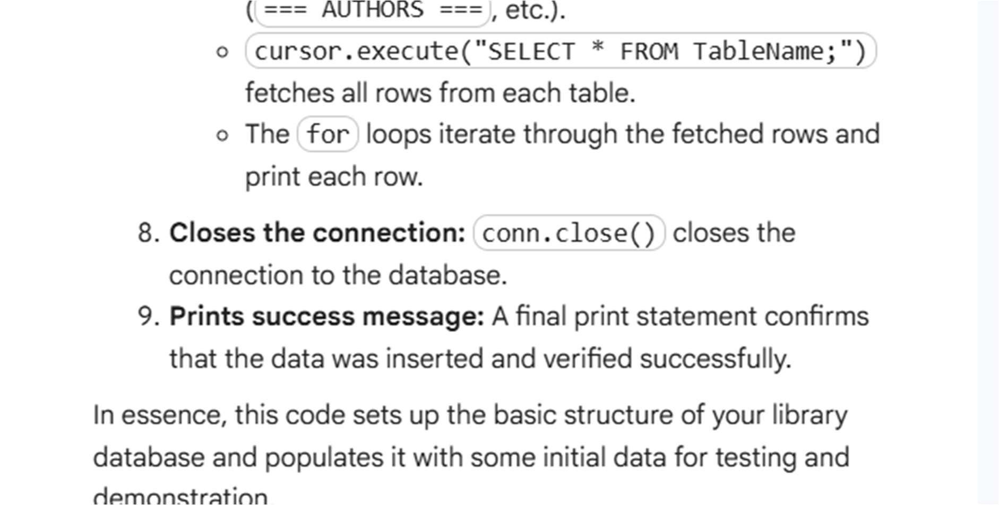 ( === AUTHORS === , etc.).
cursor.execute("SELECT * FROM TableName;")
fetches all rows from each table.
The for loops iterate through the fetched rows and
print each row.
8. Closes the connection: conn.close() closes the
connection to the database.
9. Prints success message: A final print statement confirms
that the data was inserted and verified successfully.
In essence, this code sets up the basic structure of your library
database and populates it with some initial data for testing and
demonstration.